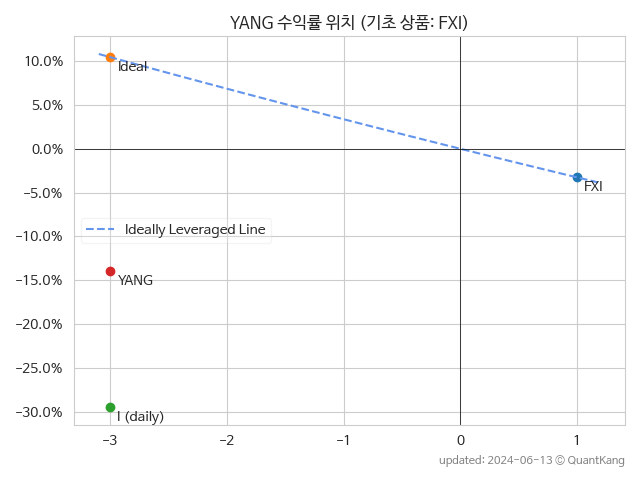 YANG 수익률 위치 (기초 상품: FXI)
10.0%
5.0%
0.0%
−5.0%
−10.0%
−15.0%
−20.0%
−25.0%
−30.0%
Ideal
FXI
Ideally Leveraged Line
YANG
I (daily)
−3
−2
−1
0
1
updated: 2024-06-13 © QuantKang